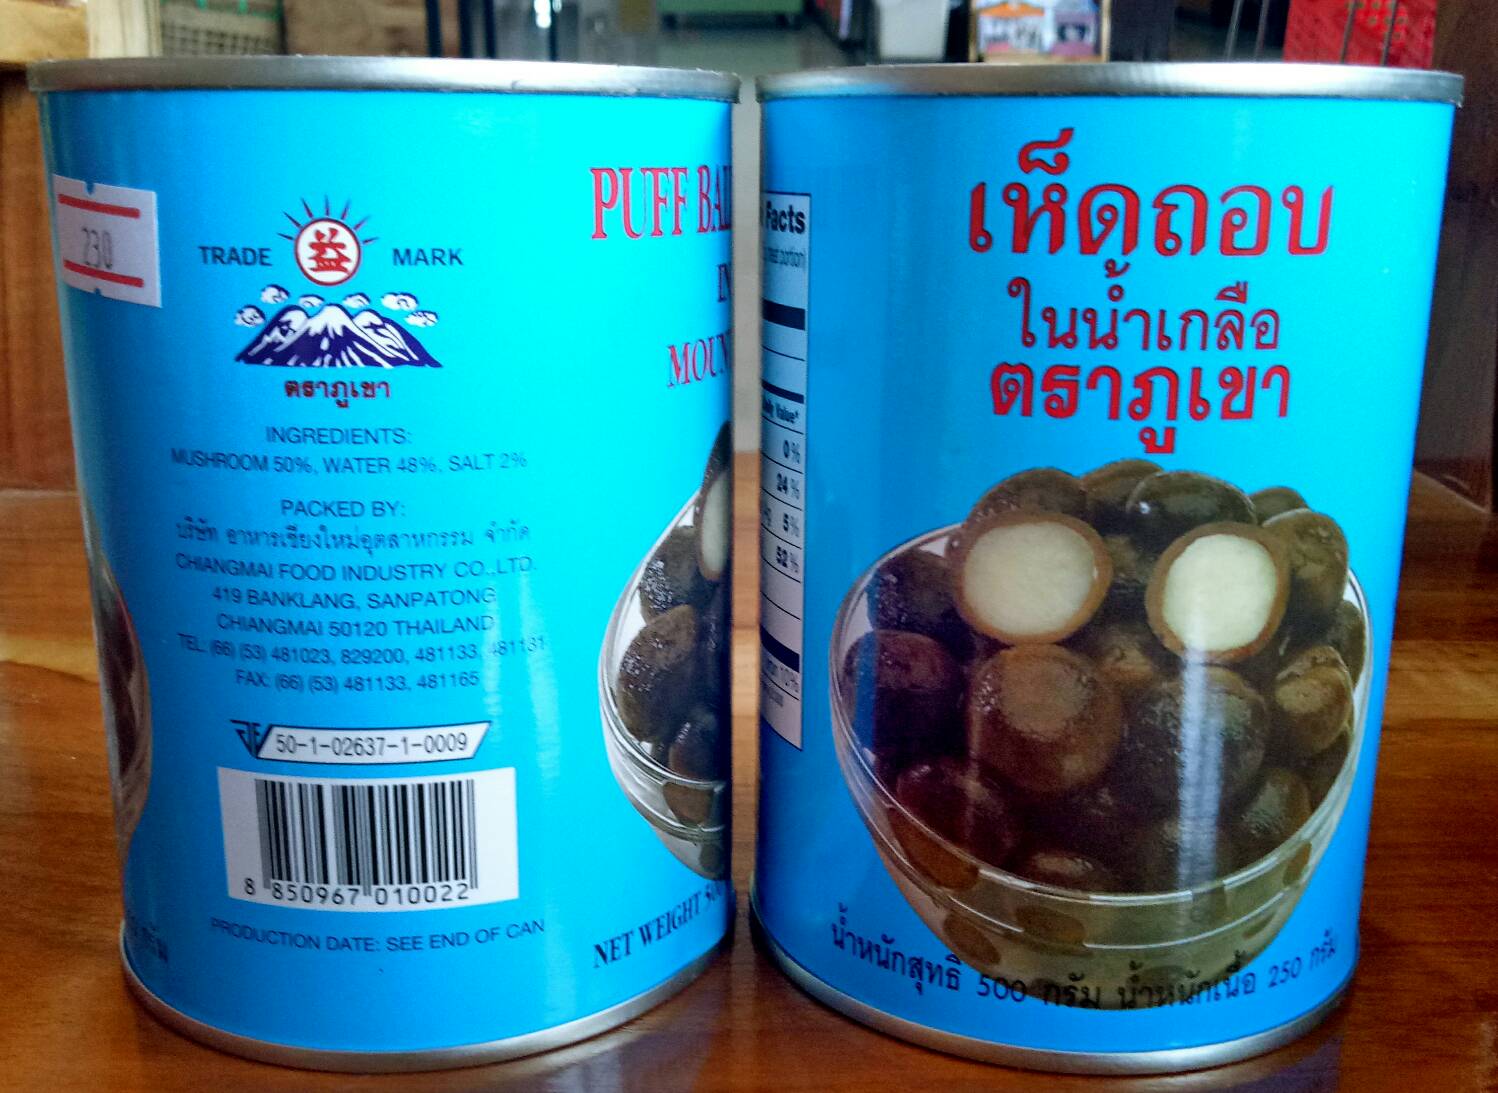 230
TRADE 益 MARK
ตราภูเขา
INGREDIENTS:
MUSHROOM 50%, WATER 48%, SALT 2%
PACKED BY:
บริษัท อาหารเชียงใหม่อุตสาหกรรม จำกัด
CHIANGMAI FOOD INDUSTRY CO.,LTD.
419 BANKLANG, SANPATONG
CHIANGMAI 50120 THAILAND
TEL: (66) (53) 481023, 829200, 481133, 481131
FAX: (66) (53) 481133, 481165
50-1-02637-1-0009
8 850967 010022
PRODUCTION DATE: SEE END OF CAN
กรัม
PUFF BAL
IN
MOUN
NET WEIGHT 500
Facts
Value*
0%
24%
5%
52%
10%
เห็ดถอบ
ในน้ำเกลือ
ตราภูเขา
น้ำหนักสุทธิ 500 กรัม น้ำหนักเนื้อ 250 กรัม